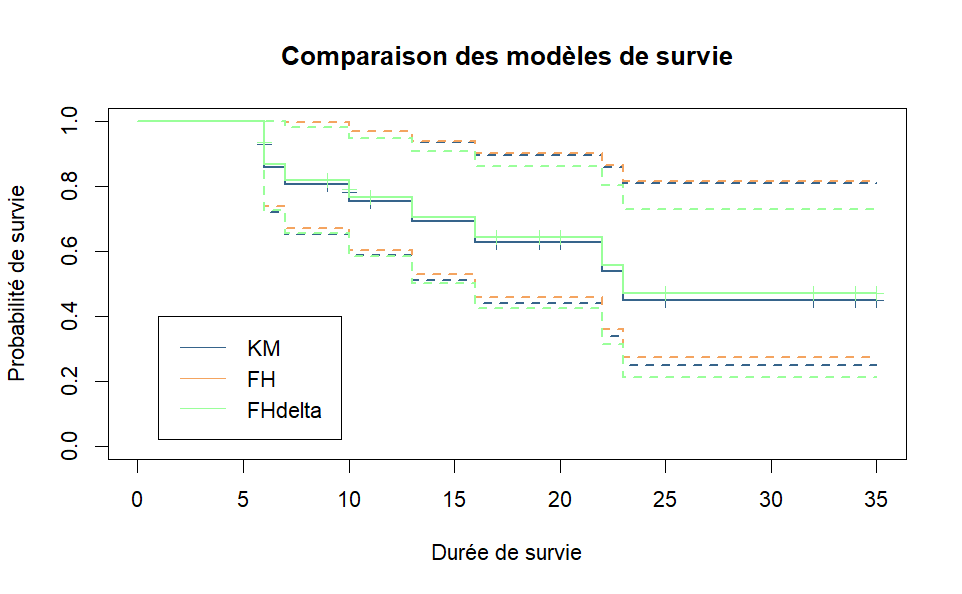 Comparaison des modèles de survie
Probabilité de survie
1.0
0.8
0.6
0.4
0.2
0.0
KM
FH
FHdelta
0 5 10 15 20 25 30 35
Durée de survie